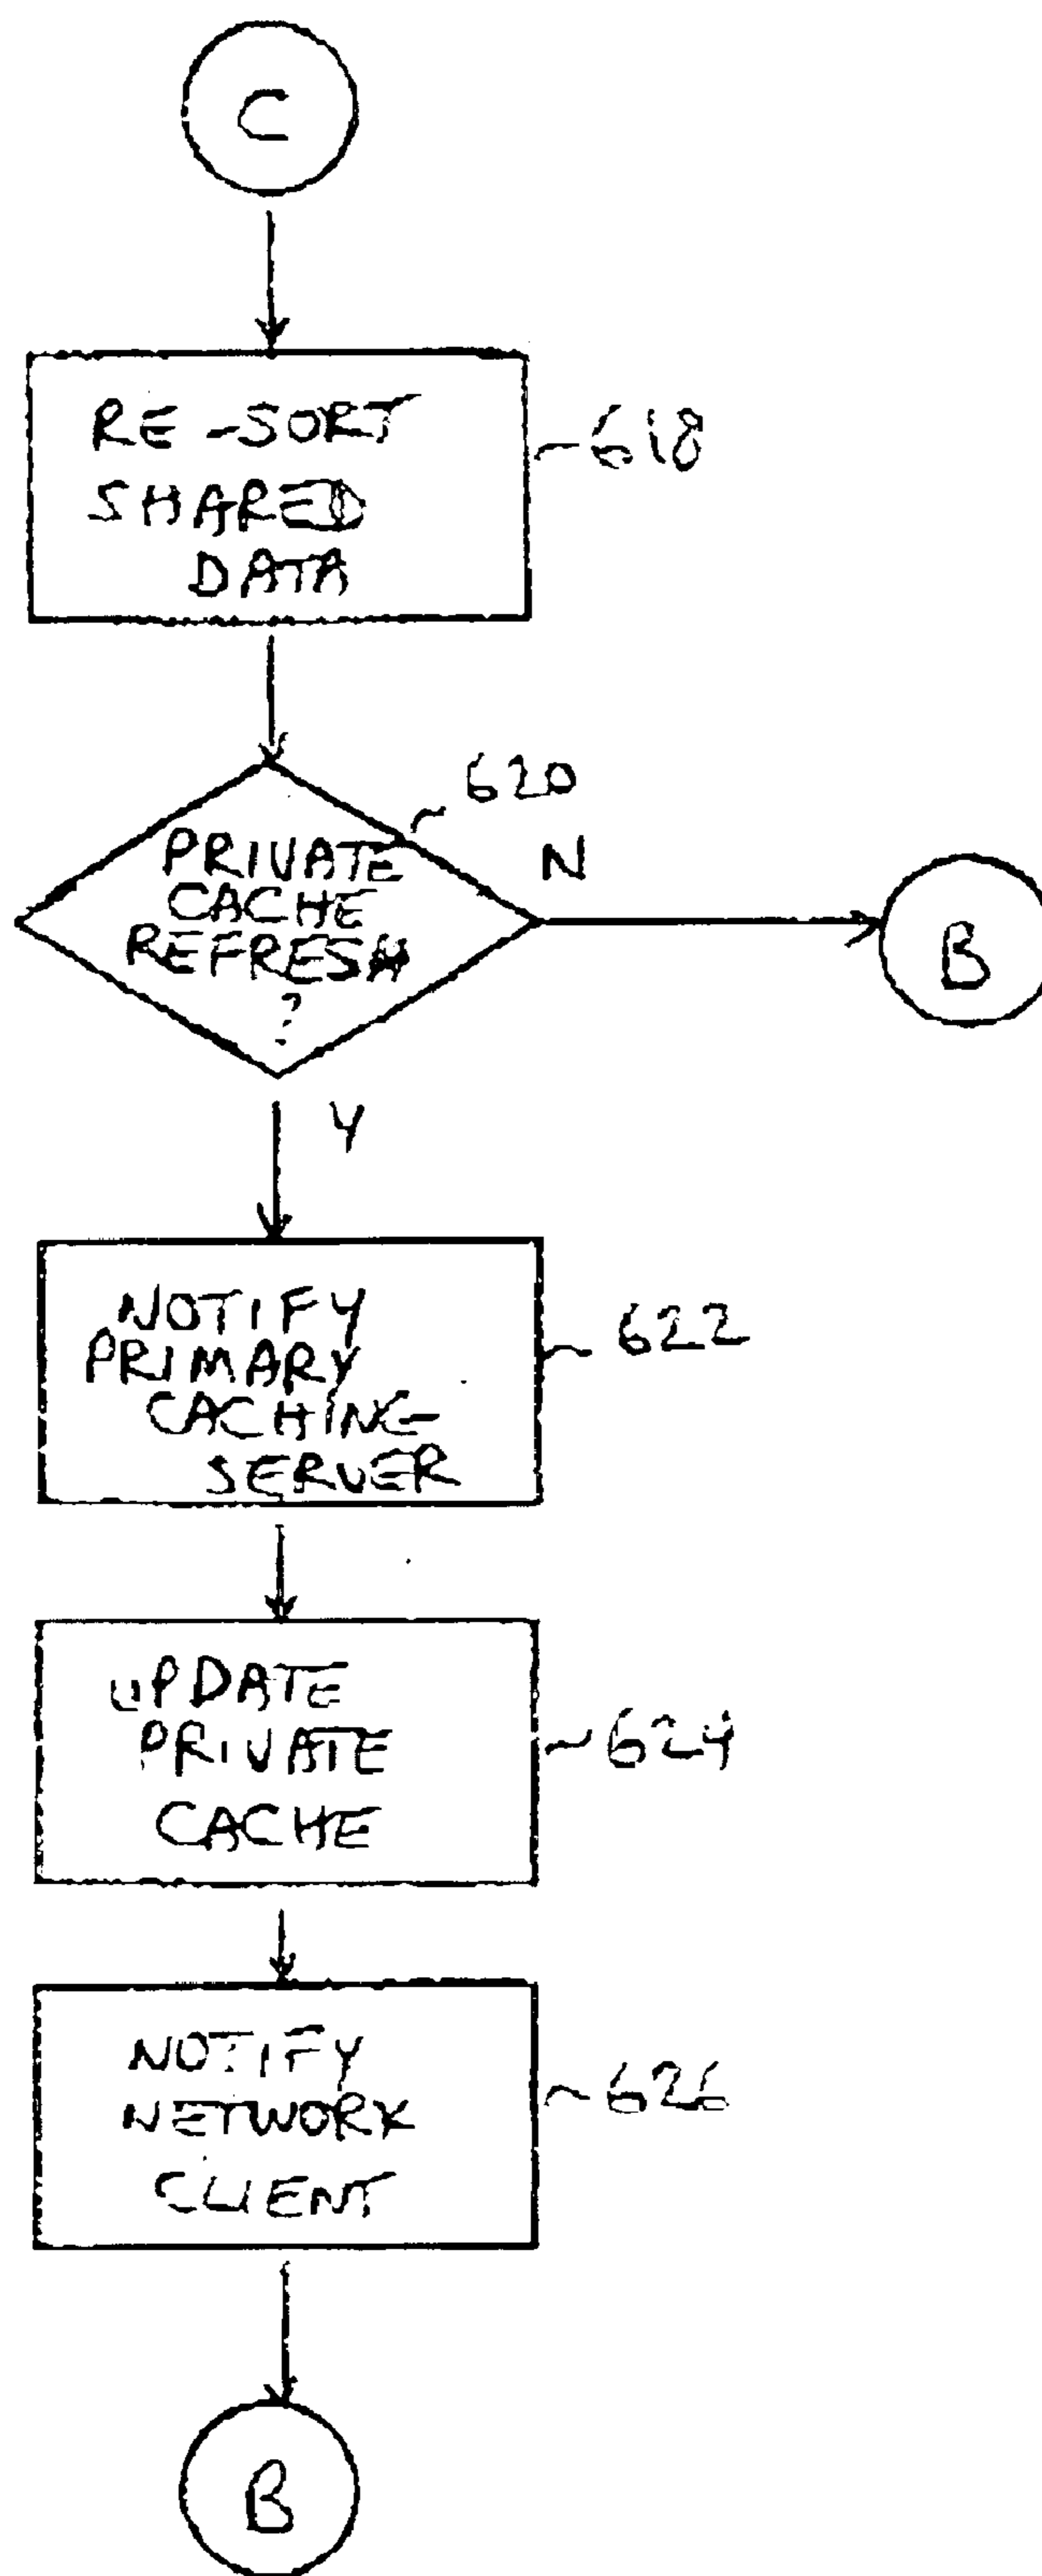 C
RE-SORT
SHARED
DATA
~618
~620
PRIVATE
CACHE
REFRESH
?
N
B
Y
NOTIFY
PRIMARY
CACHING
SERVER
~622
UPDATE
PRIVATE
CACHE
~624
NOTIFY
NETWORK
CLIENT
~626
B